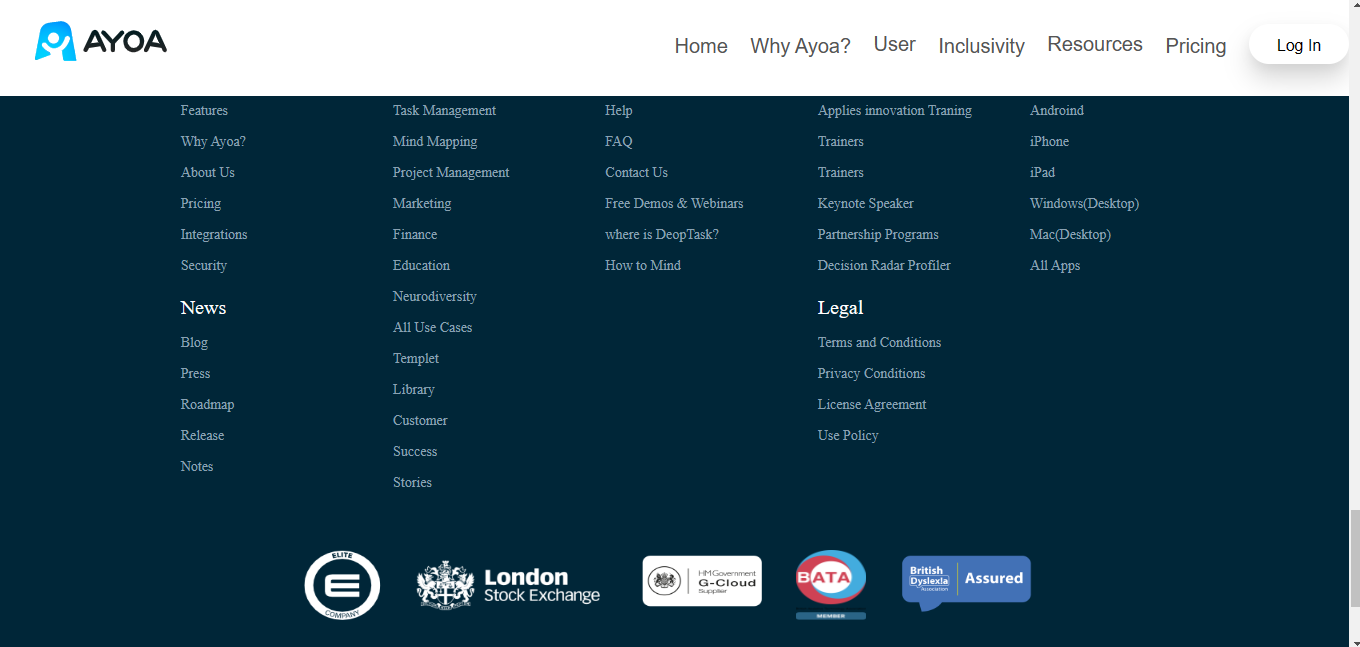 AYOA
Home Why Ayoa? User Inclusivity Resources Pricing Log In
Features
Why Ayoa?
About Us
Pricing
Integrations
Security
News
Blog
Press
Roadmap
Release
Notes
Task Management
Mind Mapping
Project Management
Marketing
Finance
Education
Neurodiversity
All Use Cases
Templet
Library
Customer
Success
Stories
Help
FAQ
Contact Us
Free Demos & Webinars
where is DeopTask?
How to Mind
Applies innovation Traning
Trainers
Trainers
Keynote Speaker
Partnership Programs
Decision Radar Profiler
Legal
Terms and Conditions
Privacy Conditions
License Agreement
Use Policy
Androind
iPhone
iPad
Windows(Desktop)
Mac(Desktop)
All Apps
ELITE
COMPANY
London
Stock Exchange
HM Government
G-Cloud
Supplier
BATA
MEMBER
British
Dyslexia
Association
Assured